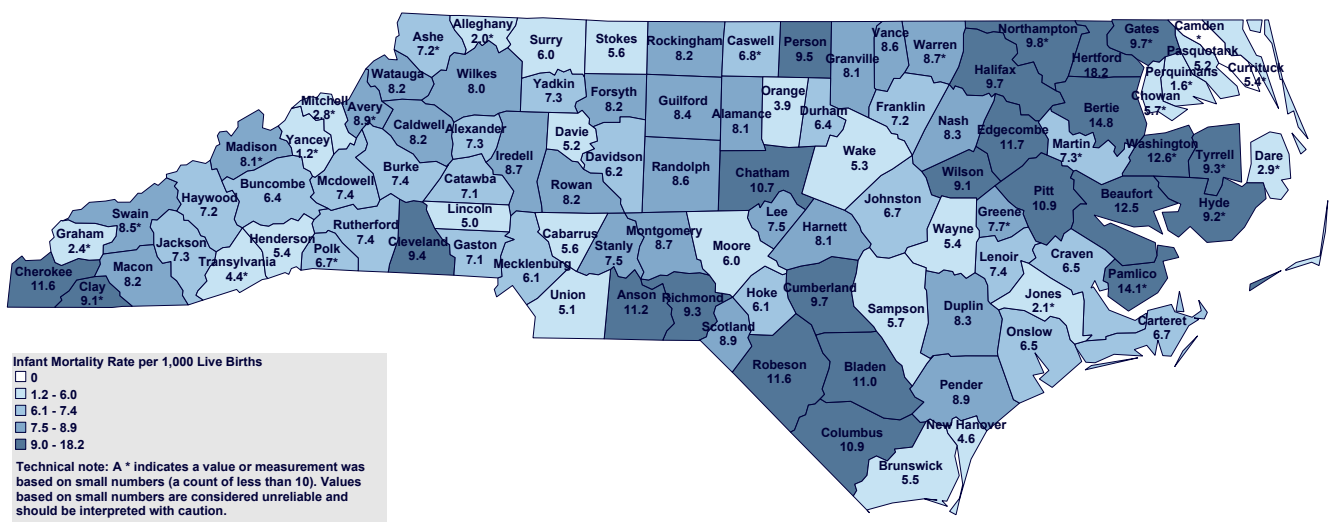 Ashe
7.2*
Alleghany
2.0*
Surry
6.0
Stokes
5.6
Rockingham
8.2
Caswell
6.8*
Person
9.5
Granville
8.1
Vance
8.6
Warren
8.7*
Northampton
9.8*
Halifax
9.7
Hertford
18.2
Gates
9.7*
Camden
*
Pasquotank
5.2
Currituck
5.4*
Perquimans
1.6*
Chowan
5.7*
Bertie
14.8
Watauga
8.2
Wilkes
8.0
Yadkin
7.3
Forsyth
8.2
Guilford
8.4
Alamance
8.1
Orange
3.9
Durham
6.4
Franklin
7.2
Nash
8.3
Edgecombe
11.7
Martin
7.3*
Washington
12.6*
Tyrrell
9.3*
Dare
2.9*
Mitchell
2.8*
Avery
8.9*
Caldwell
8.2
Alexander
7.3
Iredell
8.7
Davie
5.2
Davidson
6.2
Randolph
8.6
Chatham
10.7
Wake
5.3
Wilson
9.1
Pitt
10.9
Beaufort
12.5
Hyde
9.2*
Madison
8.1*
Yancey
1.2*
Buncombe
6.4
Mcdowell
7.4
Burke
7.4
Catawba
7.1
Rowan
8.2
Haywood
7.2
Swain
8.5*
Graham
2.4*
Jackson
7.3
Henderson
5.4
Transylvania
4.4*
Polk
6.7*
Rutherford
7.4
Cleveland
9.4
Lincoln
5.0
Gaston
7.1
Mecklenburg
6.1
Cabarrus
5.6
Stanly
7.5
Montgomery
8.7
Moore
6.0
Lee
7.5
Harnett
8.1
Johnston
6.7
Wayne
5.4
Greene
7.7*
Lenoir
7.4
Craven
6.5
Pamlico
14.1*
Cherokee
11.6
Clay
9.1*
Macon
8.2
Union
5.1
Anson
11.2
Richmond
9.3
Scotland
8.9
Hoke
6.1
Cumberland
9.7
Sampson
5.7
Duplin
8.3
Jones
2.1*
Onslow
6.5
Carteret
6.7
Robeson
11.6
Bladen
11.0
Pender
8.9
Columbus
10.9
New Hanover
4.6
Brunswick
5.5
Infant Mortality Rate per 1,000 Live Births
0
1.2 - 6.0
6.1 - 7.4
7.5 - 8.9
9.0 - 18.2
Technical note: A * indicates a value or measurement was
based on small numbers (a count of less than 10). Values
based on small numbers are considered unreliable and
should be interpreted with caution.